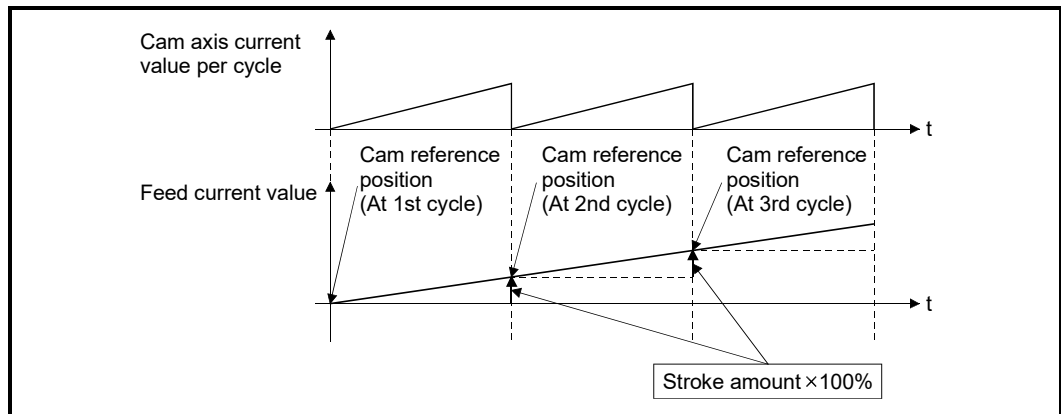 Cam axis current
value per cycle
t
Cam reference
position
(At 1st cycle)
Cam reference
position
(At 2nd cycle)
Cam reference
position
(At 3rd cycle)
Feed current value
t
Stroke amount ×100%